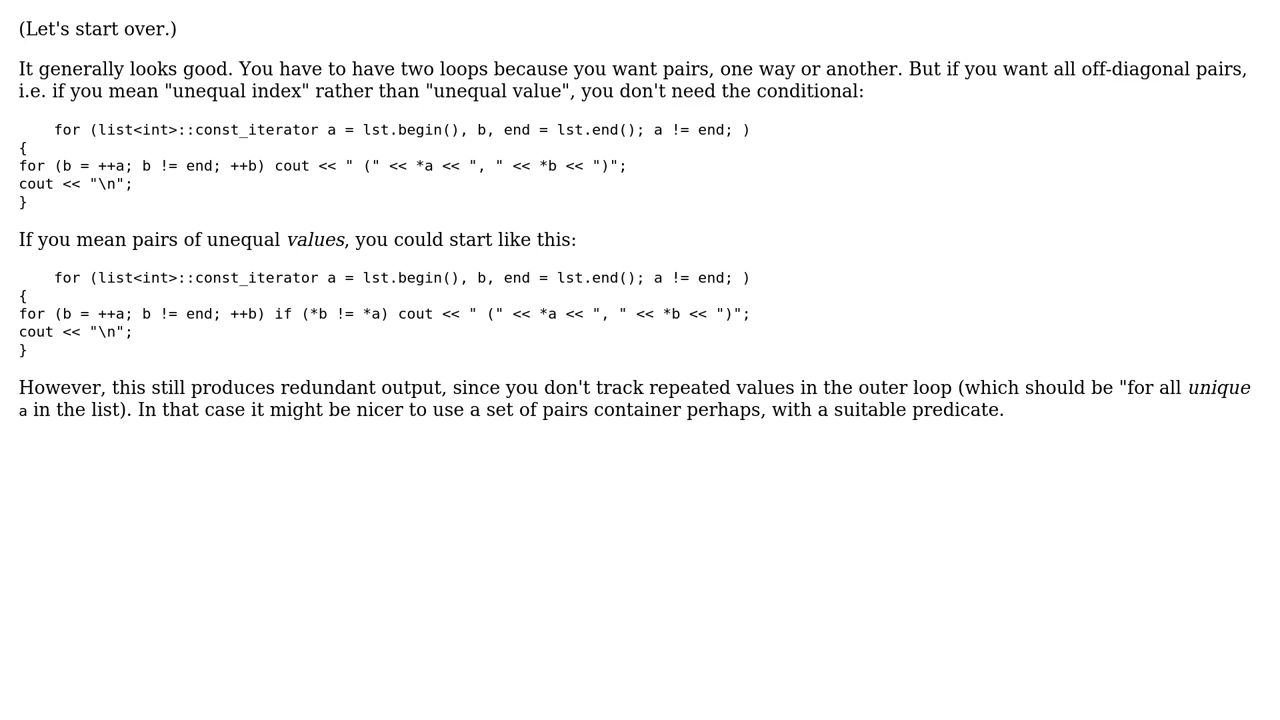 (Let's start over.)
It generally looks good. You have to have two loops because you want pairs, one way or another. But if you want all off-diagonal pairs,
i.e. if you mean "unequal index" rather than "unequal value", you don't need the conditional:
    for (list<int>::const_iterator a = lst.begin(), b, end = lst.end(); a != end; )
{
for (b = ++a; b != end; ++b) cout << " (" << *a << ", " << *b << ")";
cout << "\n";
}
If you mean pairs of unequal values, you could start like this:
    for (list<int>::const_iterator a = lst.begin(), b, end = lst.end(); a != end; )
{
for (b = ++a; b != end; ++b) if (*b != *a) cout << " (" << *a << ", " << *b << ")";
cout << "\n";
}
However, this still produces redundant output, since you don't track repeated values in the outer loop (which should be "for all unique
a in the list). In that case it might be nicer to use a set of pairs container perhaps, with a suitable predicate.